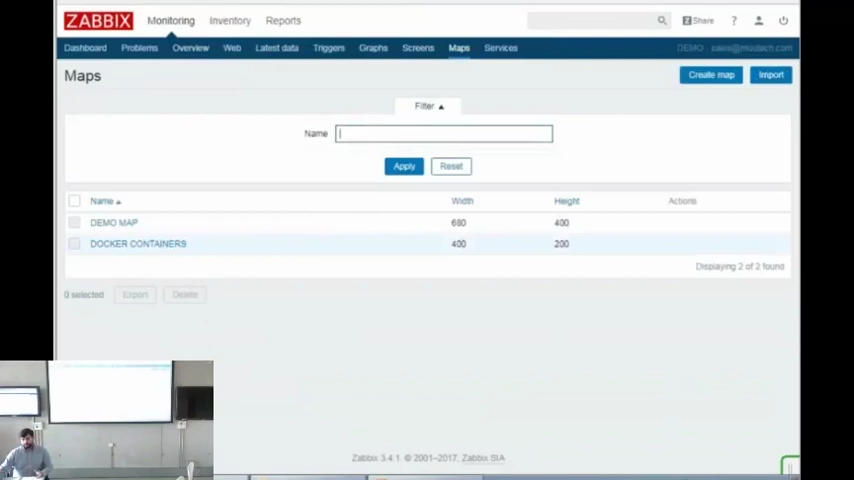 ZABBIX Monitoring Inventory Reports Share ?
Dashboard Problems Overview Web Latest data Triggers Graphs Screens Maps Services DEMO
Maps Create map Import
Filter ▲
Name
Apply Reset
Name ▲ Width Height Actions
DEMO MAP 680 400
DOCKER CONTAINERS 400 200
Displaying 2 of 2 found
0 selected Export Delete
Zabbix 3.4.1. © 2001–2017, Zabbix SIA